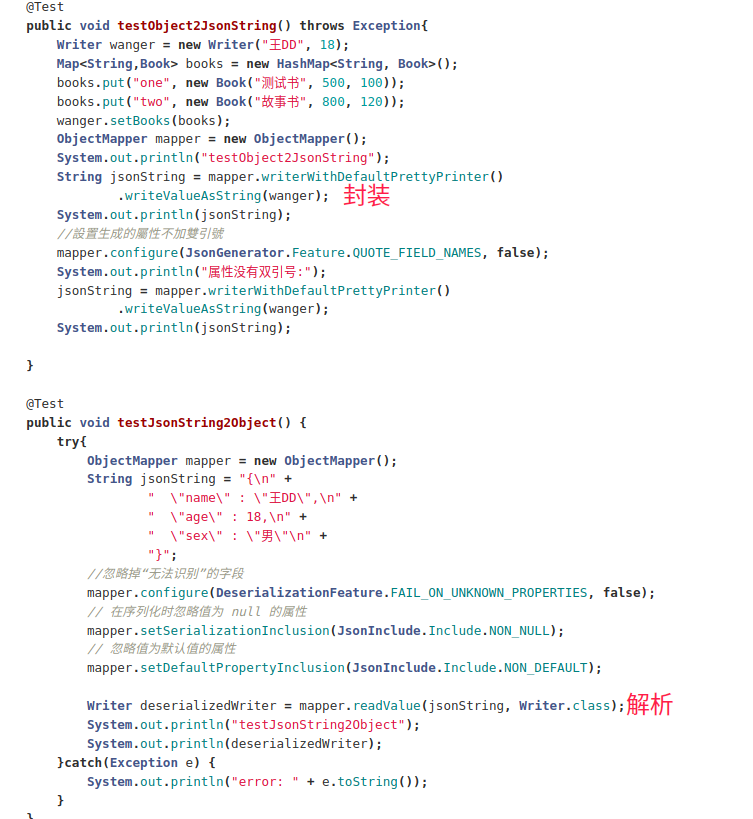 @Test
public void testObject2JsonString() throws Exception{
    Writer wanger = new Writer("王DD", 18);
    Map<String,Book> books = new HashMap<String, Book>();
    books.put("one", new Book("测试书", 500, 100));
    books.put("two", new Book("故事书", 800, 120));
    wanger.setBooks(books);
    ObjectMapper mapper = new ObjectMapper();
    System.out.println("testObject2JsonString");
    String jsonString = mapper.writerWithDefaultPrettyPrinter()
            .writeValueAsString(wanger); 封装
    System.out.println(jsonString);
    //設置生成的屬性不加雙引號
    mapper.configure(JsonGenerator.Feature.QUOTE_FIELD_NAMES, false);
    System.out.println("属性没有双引号:");
    jsonString = mapper.writerWithDefaultPrettyPrinter()
            .writeValueAsString(wanger);
    System.out.println(jsonString);
}
@Test
public void testJsonString2Object() {
    try{
        ObjectMapper mapper = new ObjectMapper();
        String jsonString = "{\n" +
                "  \"name\" : \"王DD\",\n" +
                "  \"age\" : 18,\n" +
                "  \"sex\" : \"男\"\n" +
                "}";
        //忽略掉“无法识别”的字段
        mapper.configure(DeserializationFeature.FAIL_ON_UNKNOWN_PROPERTIES, false);
        // 在序列化时忽略值为 null 的属性
        mapper.setSerializationInclusion(JsonInclude.Include.NON_NULL);
        // 忽略值为默认值的属性
        mapper.setDefaultPropertyInclusion(JsonInclude.Include.NON_DEFAULT);
        Writer deserializedWriter = mapper.readValue(jsonString, Writer.class);解析
        System.out.println("testJsonString2Object");
        System.out.println(deserializedWriter);
    }catch(Exception e) {
        System.out.println("error: " + e.toString());
    }
}